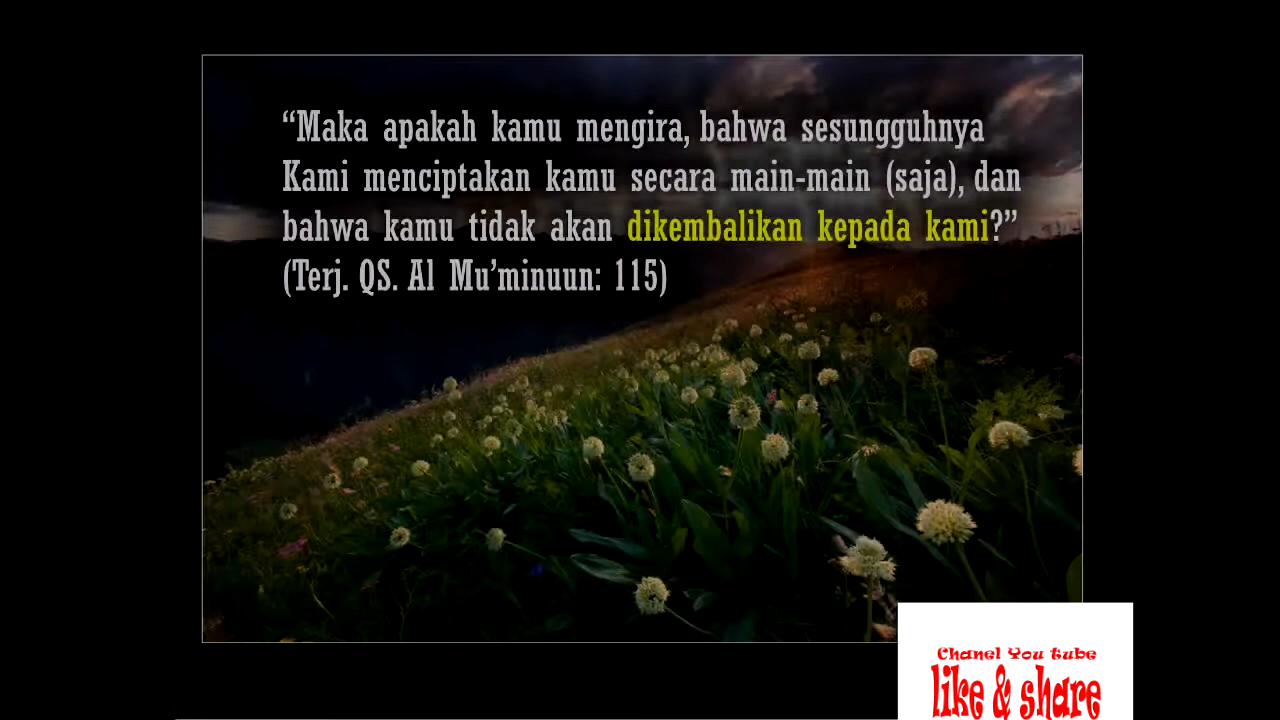 “Maka apakah kamu mengira, bahwa sesungguhnya
Kami menciptakan kamu secara main-main (saja), dan
bahwa kamu tidak akan dikembalikan kepada kami?”
(Terj. QS. Al Mu’minuun: 115)
Chanel You tube
like & share